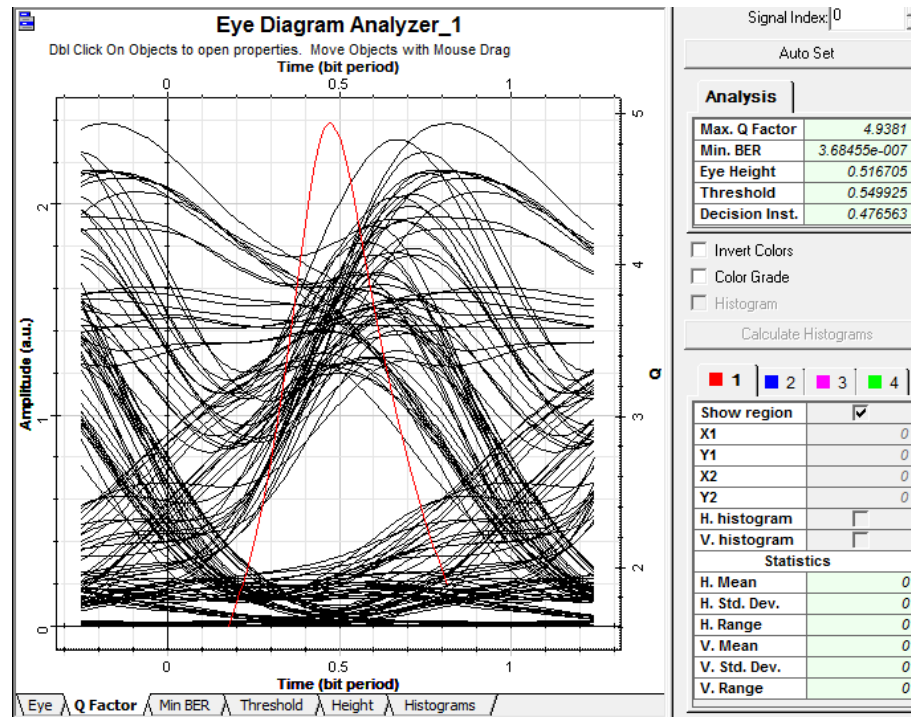 Eye Diagram Analyzer_1
Dbl Click On Objects to open properties. Move Objects with Mouse Drag
Time (bit period)
0 0.5 1
Amplitude (a.u.)
2
1
0
5
4
3
2
Q
0 0.5 1
Time (bit period)
Eye Q Factor Min BER Threshold Height Histograms
Signal Index: 0
Auto Set
Analysis
Max. Q Factor 4.9381
Min. BER 3.68455e-007
Eye Height 0.516705
Threshold 0.549925
Decision Inst. 0.476563
Invert Colors
Color Grade
Histogram
Calculate Histograms
1 2 3 4
Show region
X1 0
Y1 0
X2 0
Y2 0
H. histogram
V. histogram
Statistics
H. Mean 0
H. Std. Dev. 0
H. Range 0
V. Mean 0
V. Std. Dev. 0
V. Range 0